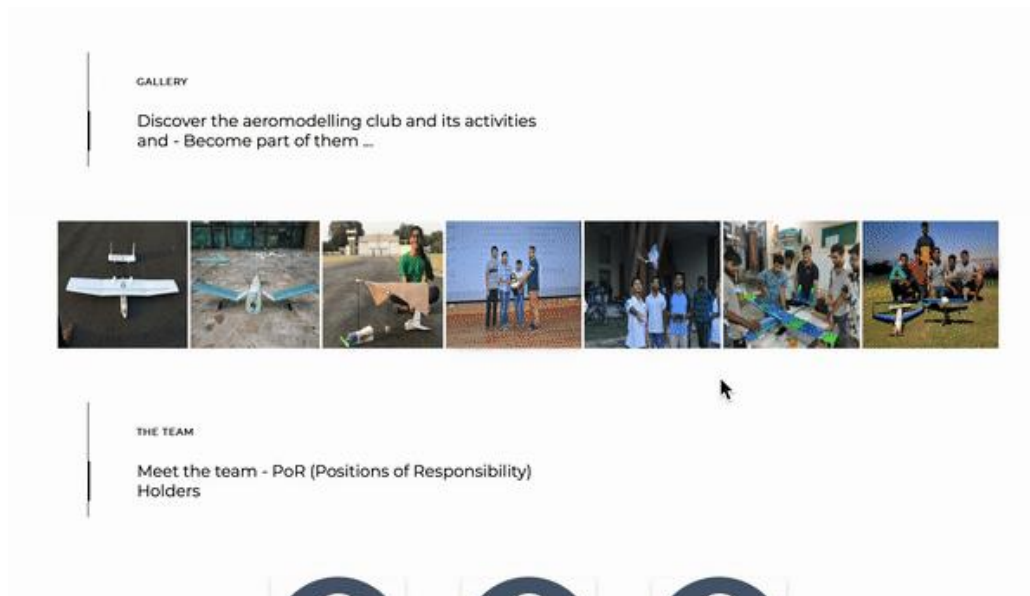 GALLERY
Discover the aeromodelling club and its activities
and - Become part of them ...
THE TEAM
Meet the team - PoR (Positions of Responsibility)
Holders